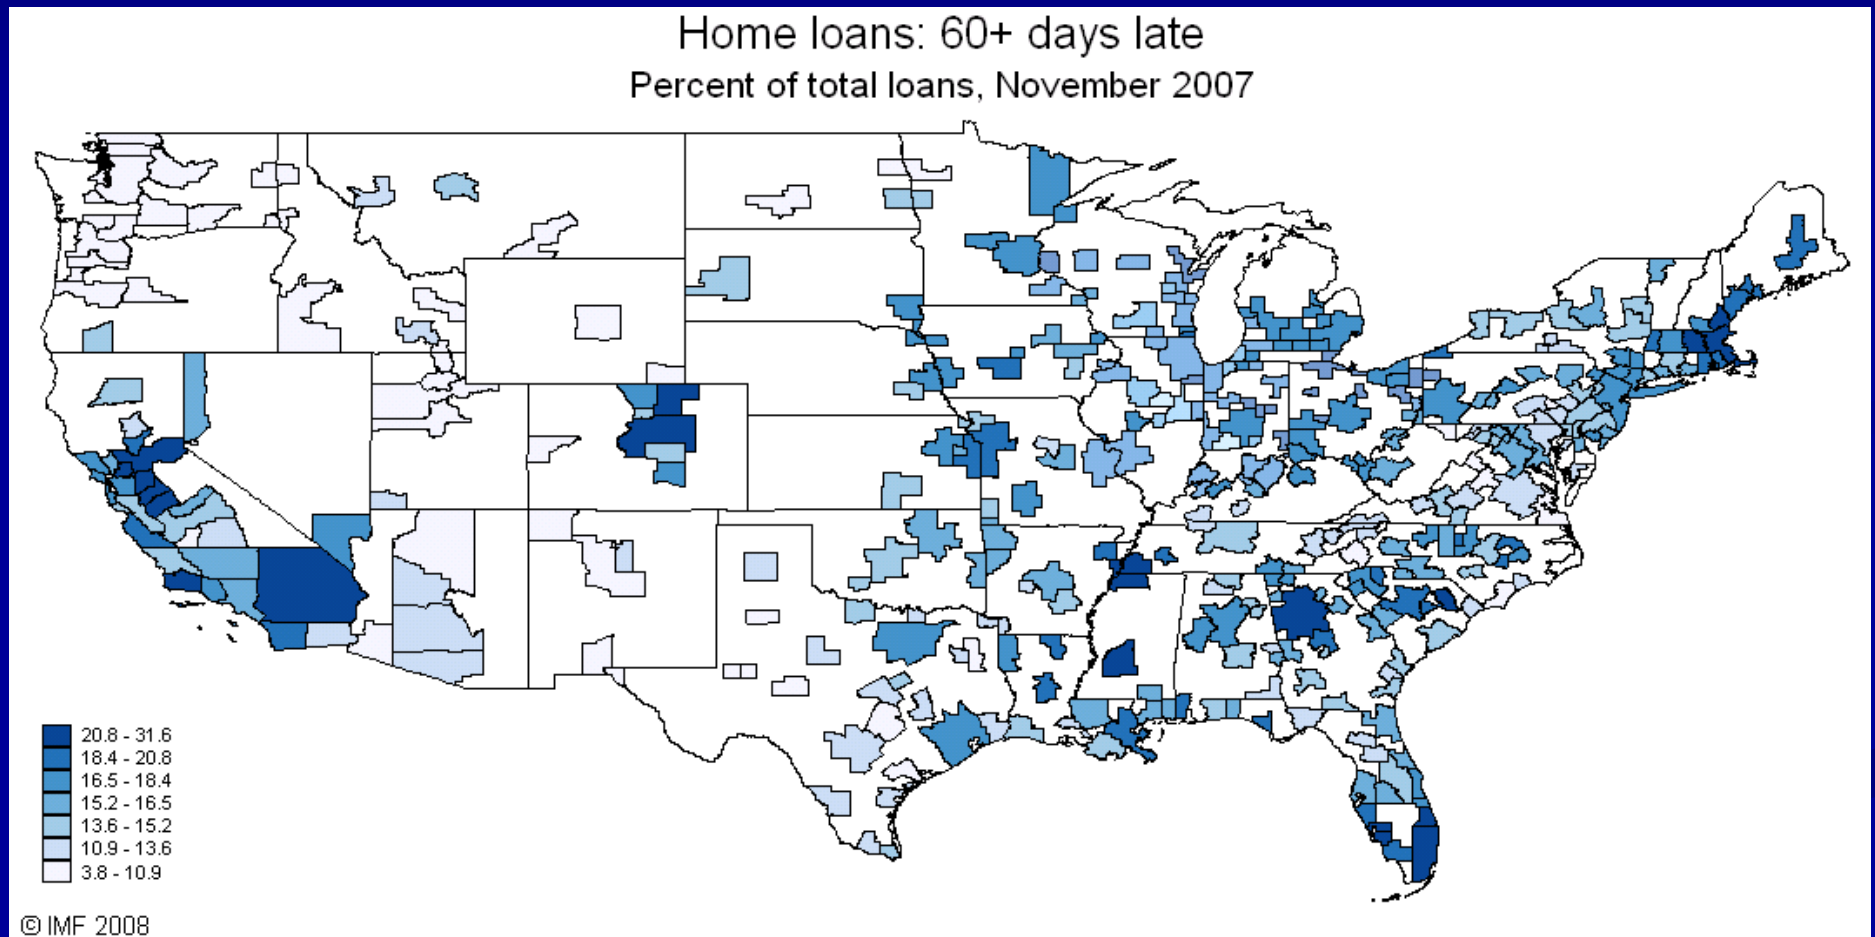 Home loans: 60+ days late
Percent of total loans, November 2007
20.8 - 31.6
18.4 - 20.8
16.5 - 18.4
15.2 - 16.5
13.6 - 15.2
10.9 - 13.6
3.8 - 10.9
© IMF 2008